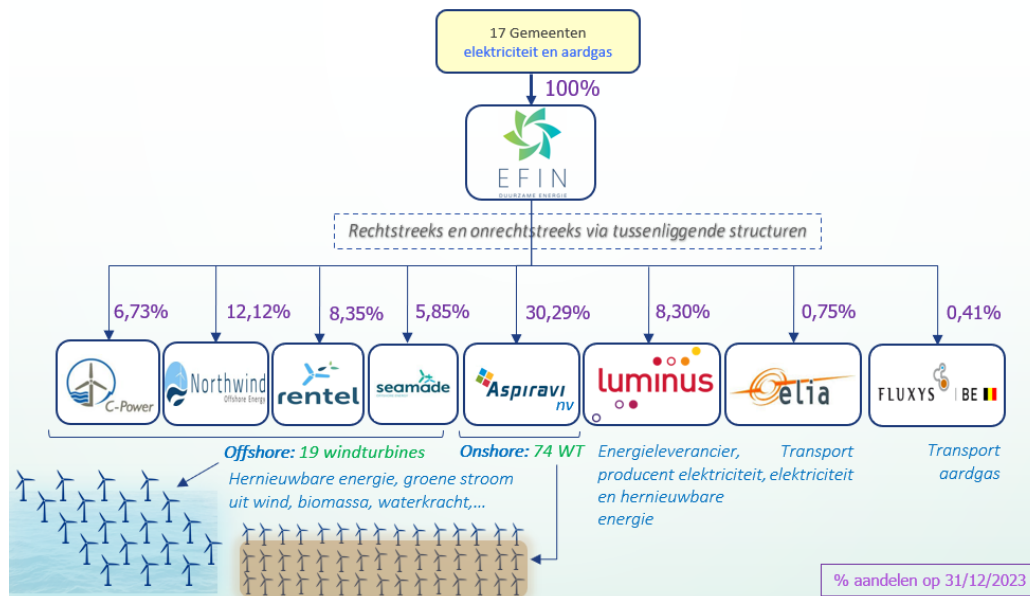 17 Gemeenten
elektriciteit en aardgas
100%
EFIN
DUURZAME ENERGIE
Rechtstreeks en onrechtstreeks via tussenliggende structuren
6,73%
12,12%
8,35%
5,85%
30,29%
8,30%
0,75%
0,41%
C-Power
Northwind
Offshore Energy
rentel
seamade
Aspiravi
nv
luminus
elia
FLUXYS BE
Offshore: 19 windturbines
Hernieuwbare energie, groene stroom
uit wind, biomassa, waterkracht,...
Onshore: 74 WT
Energieleverancier,
producent elektriciteit,
en hernieuwbare
energie
Transport
elektriciteit
Transport
aardgas
% aandelen op 31/12/2023